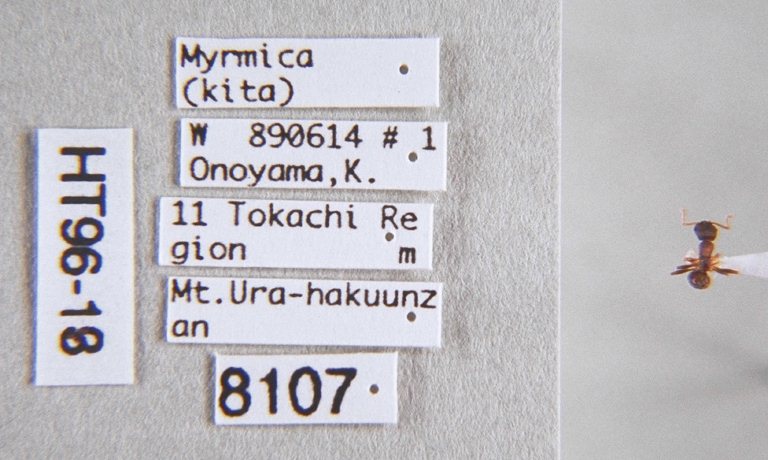 Myrmica
(kita)
W 890614 # 1
Onoyama,K.
11 Tokachi Re
gion m
Mt.Ura-hakuunz
an
8107
HT96-18